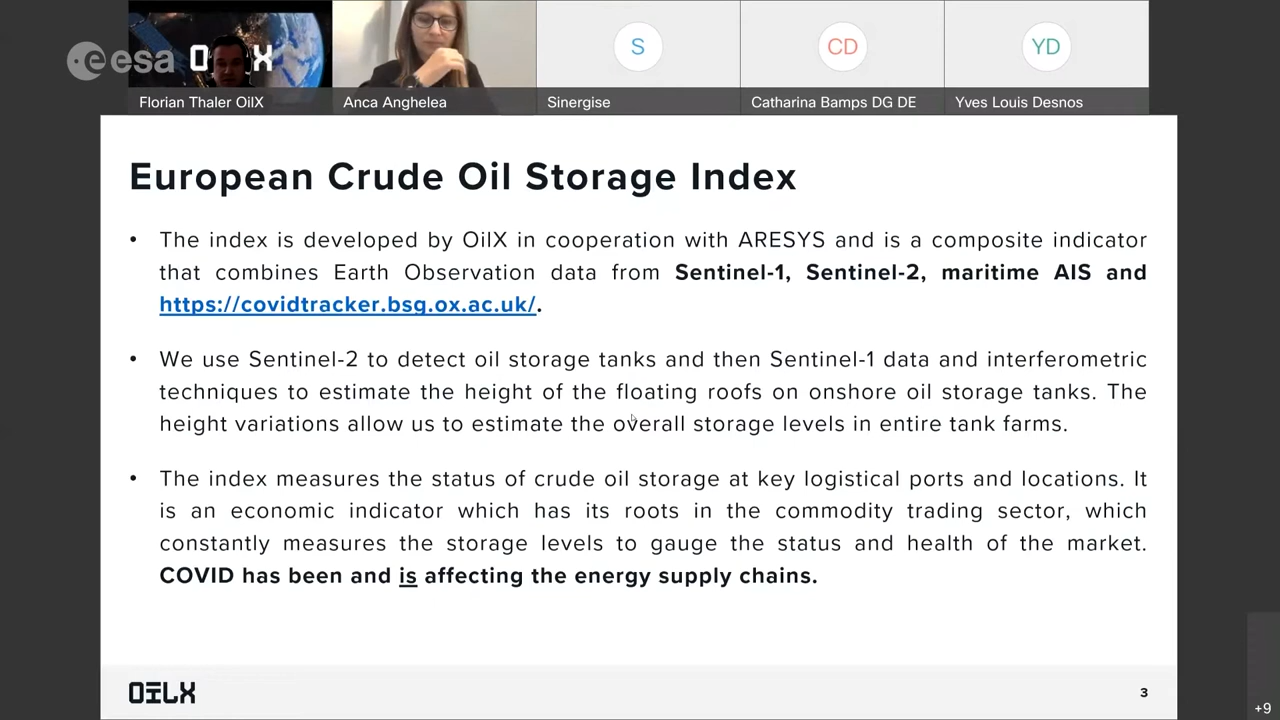 esa
OILX
Florian Thaler OilX
Anca Anghelea
S
Sinergise
CD
Catharina Bamps DG DE
YD
Yves Louis Desnos
European Crude Oil Storage Index
• The index is developed by OilX in cooperation with ARESYS and is a composite indicator
that combines Earth Observation data from Sentinel-1, Sentinel-2, maritime AIS and
https://covidtracker.bsg.ox.ac.uk/.
• We use Sentinel-2 to detect oil storage tanks and then Sentinel-1 data and interferometric
techniques to estimate the height of the floating roofs on onshore oil storage tanks. The
height variations allow us to estimate the overall storage levels in entire tank farms.
• The index measures the status of crude oil storage at key logistical ports and locations. It
is an economic indicator which has its roots in the commodity trading sector, which
constantly measures the storage levels to gauge the status and health of the market.
COVID has been and is affecting the energy supply chains.
OILX
3
+9